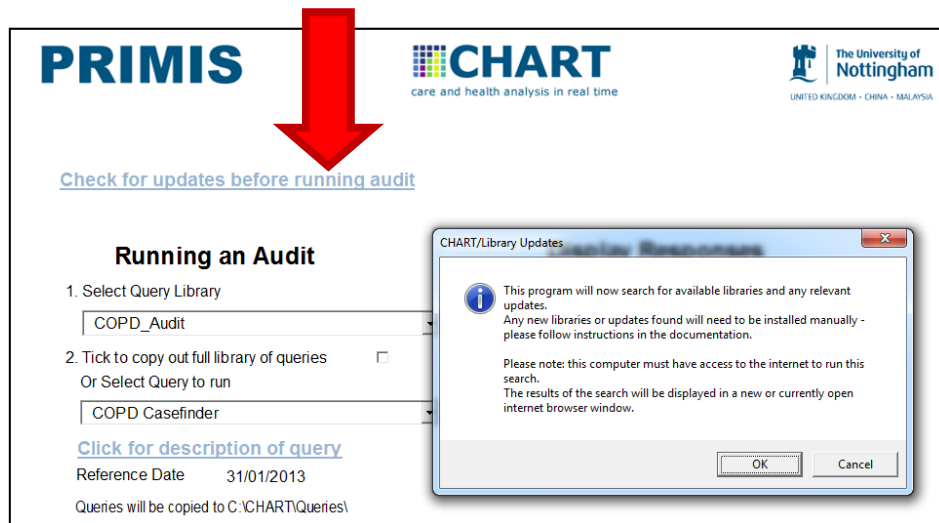 PRIMIS
CHART
care and health analysis in real time
The University of
Nottingham
UNITED KINGDOM - CHINA - MALAYSIA
Check for updates before running audit
Running an Audit
Display Responses
1. Select Query Library
COPD_Audit
2. Tick to copy out full library of queries
Or Select Query to run
COPD Casefinder
Click for description of query
Reference Date 31/01/2013
Queries will be copied to C:\CHART\Queries\
CHART/Library Updates
This program will now search for available libraries and any relevant
updates.
Any new libraries or updates found will need to be installed manually -
please follow instructions in the documentation.
Please note: this computer must have access to the internet to run this
search.
The results of the search will be displayed in a new or currently open
internet browser window.
OK Cancel